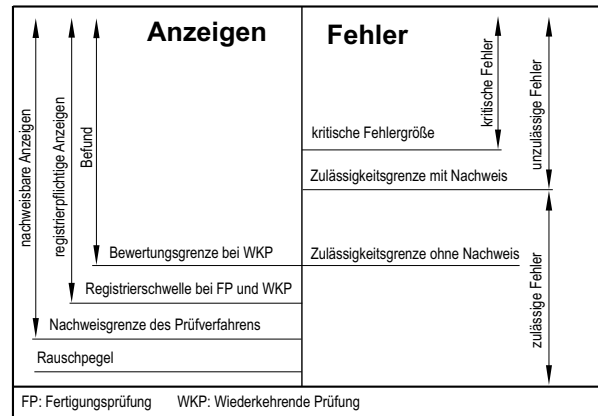 Anzeigen
Fehler
nachweisbare Anzeigen
registrierpflichtige Anzeigen
Befund
kritische Fehler
unzulässige Fehler
kritische Fehlergröße
Zulässigkeitsgrenze mit Nachweis
Bewertungsgrenze bei WKP
Zulässigkeitsgrenze ohne Nachweis
Registrierschwelle bei FP und WKP
zulässige Fehler
Nachweisgrenze des Prüfverfahrens
Rauschpegel
FP: Fertigungsprüfung WKP: Wiederkehrende Prüfung